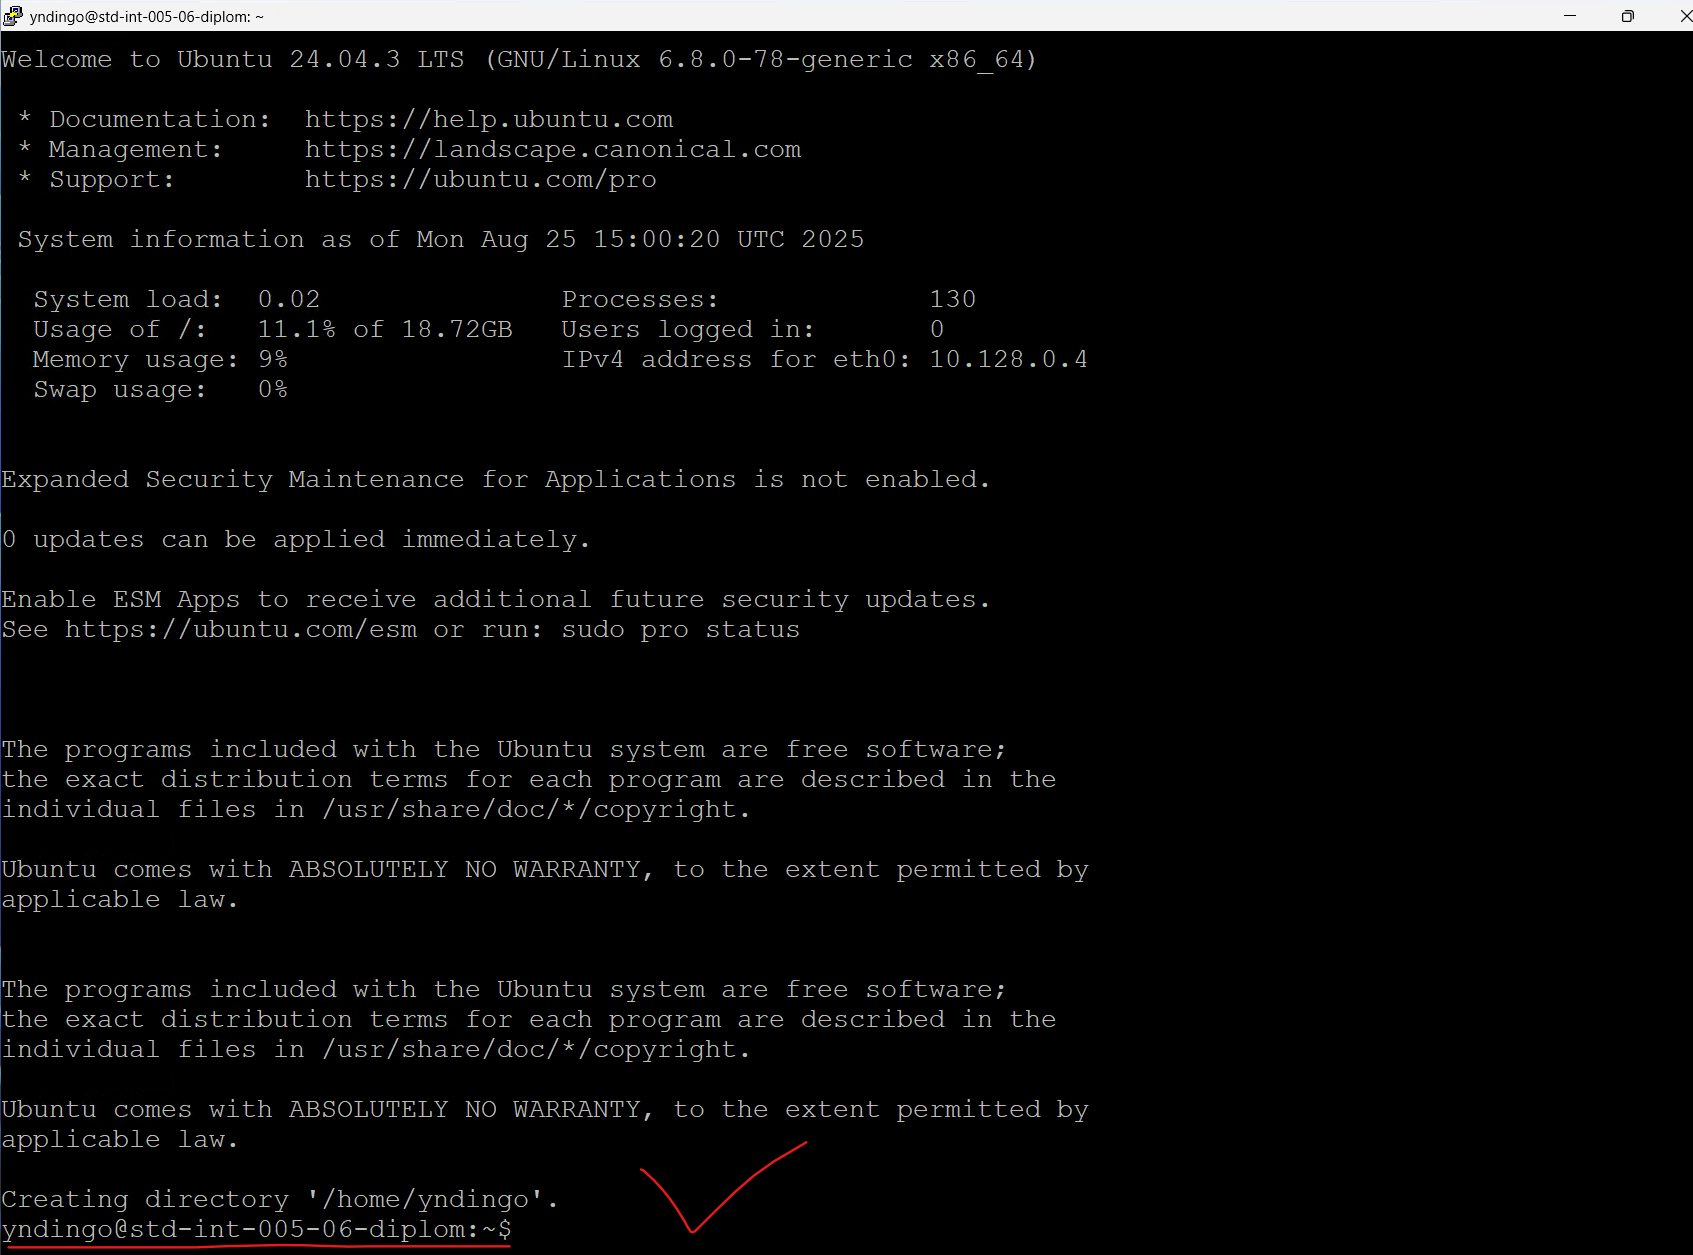 yndingo@std-int-005-06-diplom: ~
Welcome to Ubuntu 24.04.3 LTS (GNU/Linux 6.8.0-78-generic x86_64)
* Documentation:  https://help.ubuntu.com
* Management:     https://landscape.canonical.com
* Support:        https://ubuntu.com/pro
System information as of Mon Aug 25 15:00:20 UTC 2025
System load:  0.02               Processes:             130
Usage of /:   11.1% of 18.72GB   Users logged in:       0
Memory usage: 9%                 IPv4 address for eth0: 10.128.0.4
Swap usage:   0%
Expanded Security Maintenance for Applications is not enabled.
0 updates can be applied immediately.
Enable ESM Apps to receive additional future security updates.
See https://ubuntu.com/esm or run: sudo pro status
The programs included with the Ubuntu system are free software;
the exact distribution terms for each program are described in the
individual files in /usr/share/doc/*/copyright.
Ubuntu comes with ABSOLUTELY NO WARRANTY, to the extent permitted by
applicable law.
The programs included with the Ubuntu system are free software;
the exact distribution terms for each program are described in the
individual files in /usr/share/doc/*/copyright.
Ubuntu comes with ABSOLUTELY NO WARRANTY, to the extent permitted by
applicable law.
Creating directory '/home/yndingo'.
yndingo@std-int-005-06-diplom:~$